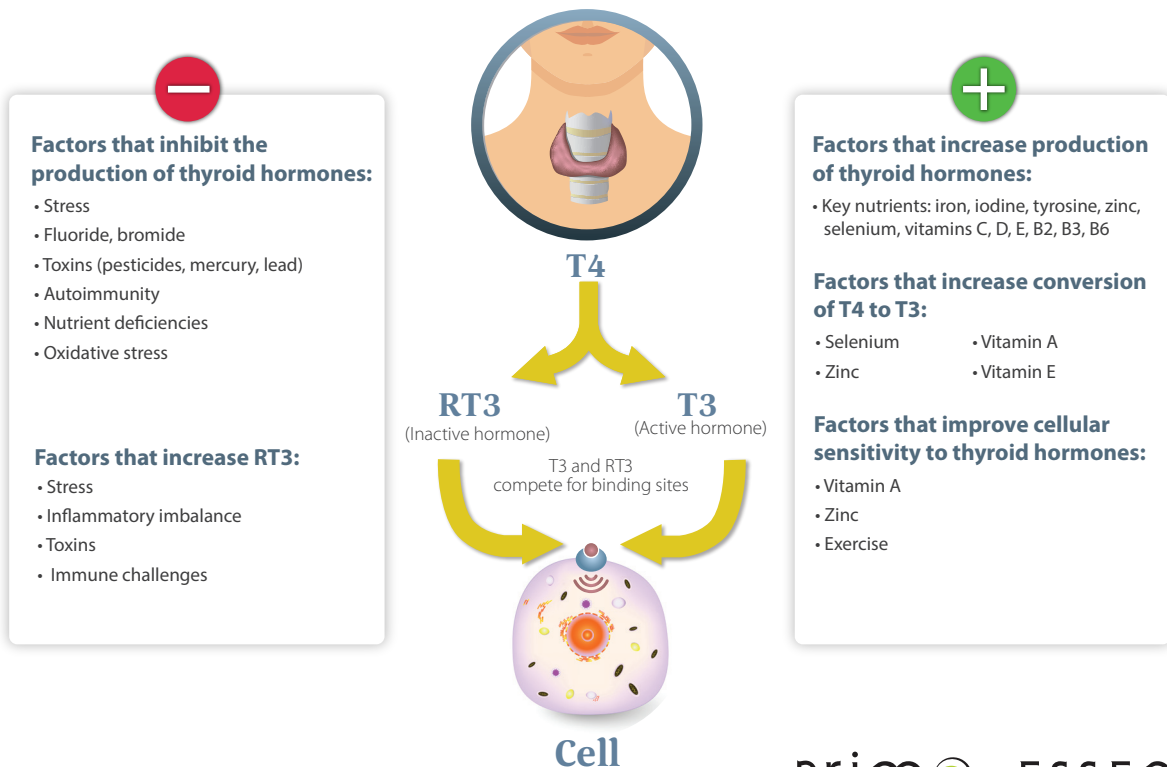 Factors that inhibit the
production of thyroid hormones:
• Stress
• Fluoride, bromide
• Toxins (pesticides, mercury, lead)
• Autoimmunity
• Nutrient deficiencies
• Oxidative stress
Factors that increase RT3:
• Stress
• Inflammatory imbalance
• Toxins
• Immune challenges
T4
RT3
(Inactive hormone)
T3
(Active hormone)
T3 and RT3
compete for binding sites
Cell
Factors that increase production
of thyroid hormones:
• Key nutrients: iron, iodine, tyrosine, zinc,
selenium, vitamins C, D, E, B2, B3, B6
Factors that increase conversion
of T4 to T3:
• Selenium
• Zinc
• Vitamin A
• Vitamin E
Factors that improve cellular
sensitivity to thyroid hormones:
• Vitamin A
• Zinc
• Exercise